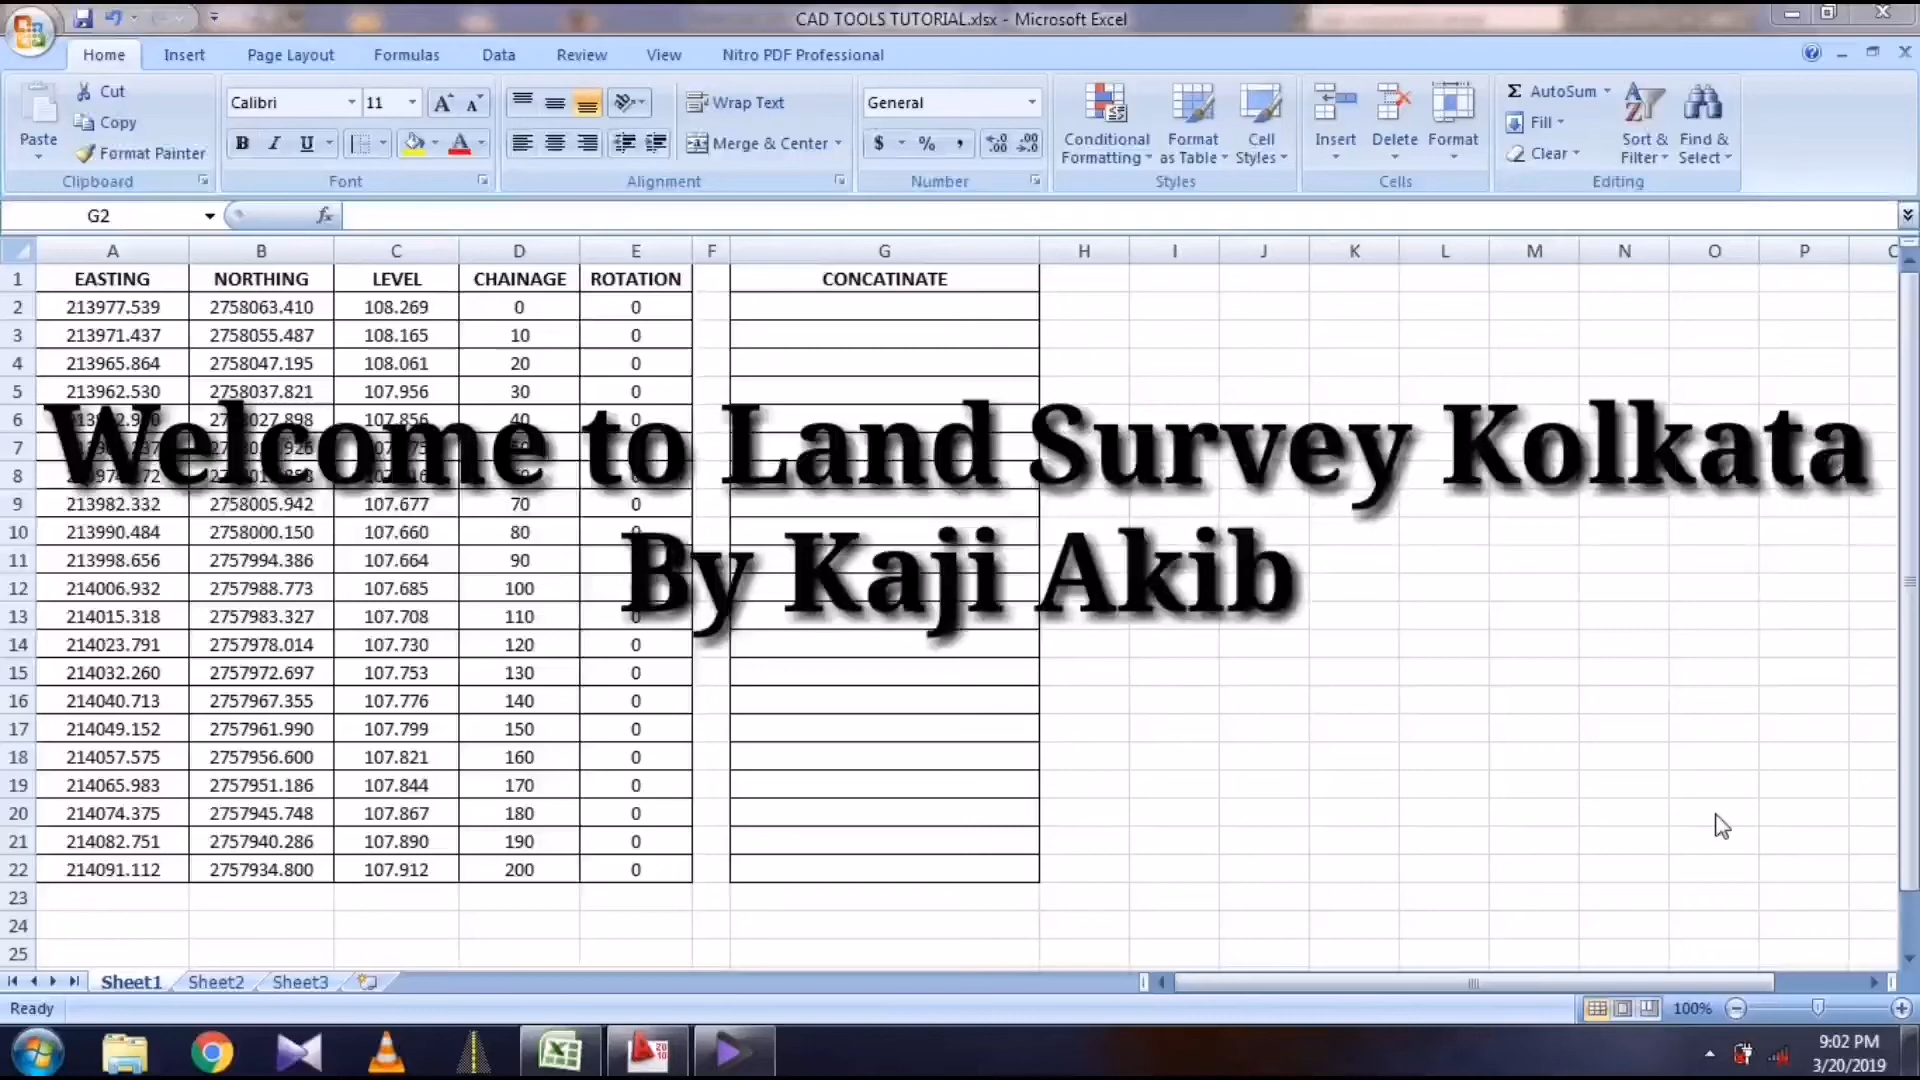 CAD TOOLS TUTORIAL.xlsx - Microsoft Excel
Home Insert Page Layout Formulas Data Review View Nitro PDF Professional
Cut
Copy
Format Painter
Paste
Clipboard
Calibri 11
B I U
Font
Wrap Text
Merge & Center
Alignment
General
$ % ,
Number
Conditional Formatting
Format as Table
Cell Styles
Styles
Insert Delete Format
Cells
Σ AutoSum
Fill
Clear
Sort & Filter
Find & Select
Editing
G2 fx
A B C D E F G H I J K L M N O P
1 EASTING NORTHING LEVEL CHAINAGE ROTATION CONCATINATE
2 213977.539 2758063.410 108.269 0 0
3 213971.437 2758055.487 108.165 10 0
4 213965.864 2758047.195 108.061 20 0
5 213962.530 2758037.821 107.956 30 0
6 107.856 40 0
7
8
Welcome to Land Survey Kolkata
9 213982.332 2758005.942 107.677 70 0
10 213990.484 2758000.150 107.660 80
11 213998.656 2757994.386 107.664 90
12 214006.932 2757988.773 107.685 100
13 214015.318 2757983.327 107.708 110
By Kaji Akib
14 214023.791 2757978.014 107.730 120 0
15 214032.260 2757972.697 107.753 130 0
16 214040.713 2757967.355 107.776 140 0
17 214049.152 2757961.990 107.799 150 0
18 214057.575 2757956.600 107.821 160 0
19 214065.983 2757951.186 107.844 170 0
20 214074.375 2757945.748 107.867 180 0
21 214082.751 2757940.286 107.890 190 0
22 214091.112 2757934.800 107.912 200 0
23
24
25
Sheet1 Sheet2 Sheet3
Ready 100%
9:02 PM
3/20/2019